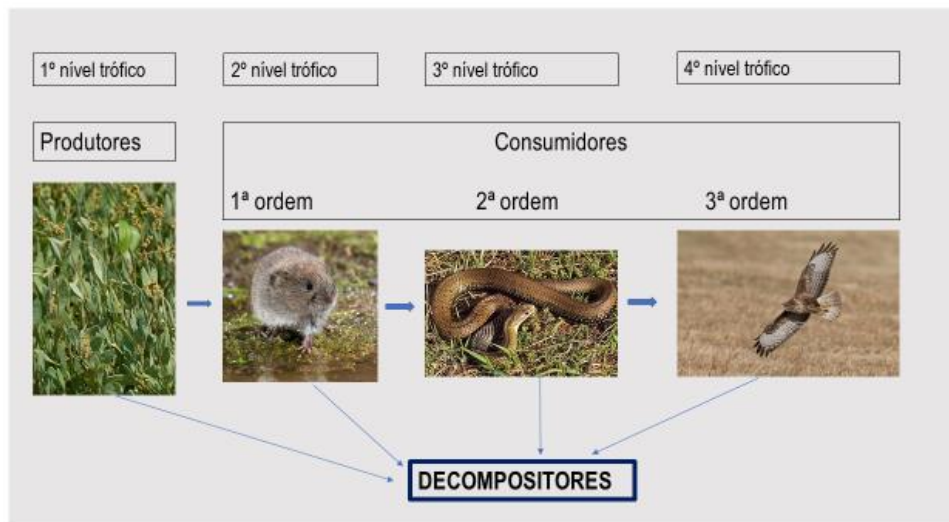 1º nível trófico
2º nível trófico
3º nível trófico
4º nível trófico
Produtores
Consumidores
1ª ordem
2ª ordem
3ª ordem
DECOMPOSITORES